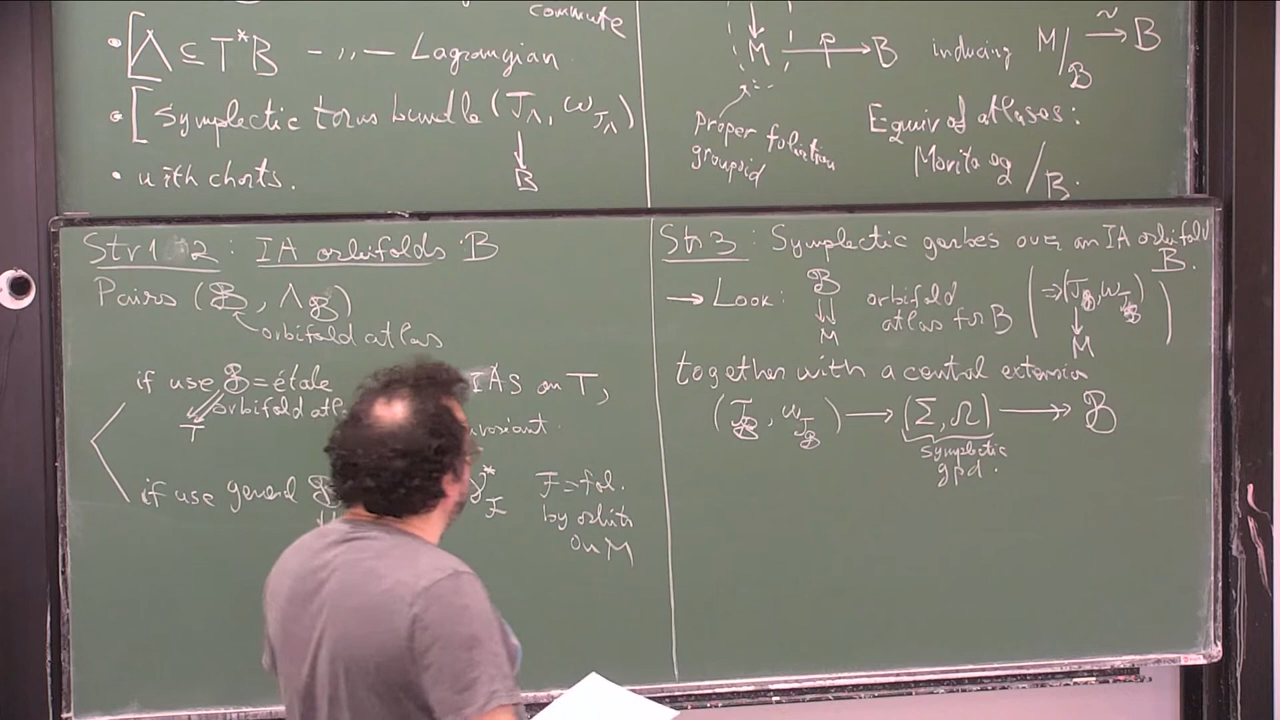 commute
• [Λ ⊆ T*B — ,, — Lagrangian
• [Symplectic torus bundle (J_Λ, ω_{J_Λ})
↓
B
• with charts.
M —p→ B inducing M/𝓑 ~→ B
Proper foliation
groupoid
Equiv of atlases:
Morita eq / B.
Str 1+2: IA orbifolds B
Pairs (𝓑, Λ_𝓑)
orbifold atlas
if use 𝓑 = étale IAS on T,
orbifold atl
T
if use general ν*_F F = fol.
by orbits
on M
Str 3: Symplectic gerbes over an IA orbifold
B.
→ Look: 𝓑 ⇊ M orbifold
atlas for B (⇒ (J_𝓑, ω_{J_𝓑}) ↓ M)
together with a central extension
(J_𝓑, ω_{J_𝓑}) → (Σ, Ω) ↠ 𝓑
symplectic
gpd.